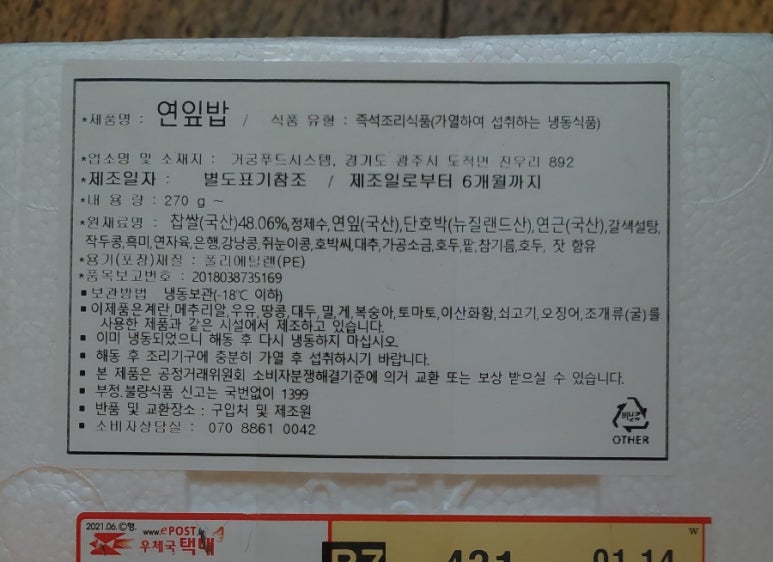 *제품명 : 연잎밥 / 식품 유형 : 즉석조리식품(가열하여 섭취하는 냉동식품)
*업소명 및 소재지 : 거궁푸드시스템, 경기도 광주시 도척면 진우리 892
*제조일자 : 별도표기참조 / 제조일로부터 6개월까지
*내 용 량 : 270 g ~
*원재료명 : 찹쌀(국산)48.06%,정제수,연잎(국산),단호박(뉴질랜드산),연근(국산),갈색설탕,
작두콩,흑미,연자육,은행,강낭콩,쥐눈이콩,호박씨,대추,가공소금,호두,팥,참기름,호두, 잣 함유
*용기(포장)재질 : 폴리에틸렌(PE)
*품목보고번호 : 2018038735169
■ 보관방법 냉동보관(-18℃ 이하)
■ 이제품은계란,메추리알,우유,땅콩,대두,밀,게,복숭아,토마토,이산화황,쇠고기,오징어,조개류(굴)를
사용한 제품과 같은 시설에서 제조하고 있습니다.
■ 이미 냉동되었으니 해동 후 다시 냉동하지 마십시오.
■ 해동 후 조리기구에 충분히 가열 후 섭취하시기 바랍니다.
■ 본 제품은 공정거래위원회 소비자분쟁해결기준에 의거 교환 또는 보상 받으실 수 있습니다.
■ 부정.불량식품 신고는 국번없이 1399
■ 반품 및 교환장소 : 구입처 및 제조원
■ 소비자상담실 : 070 8861 0042
비닐류
OTHER
2021.06.©명.
www.ePOST.k
우체국 택배
W
B7
431
01 14